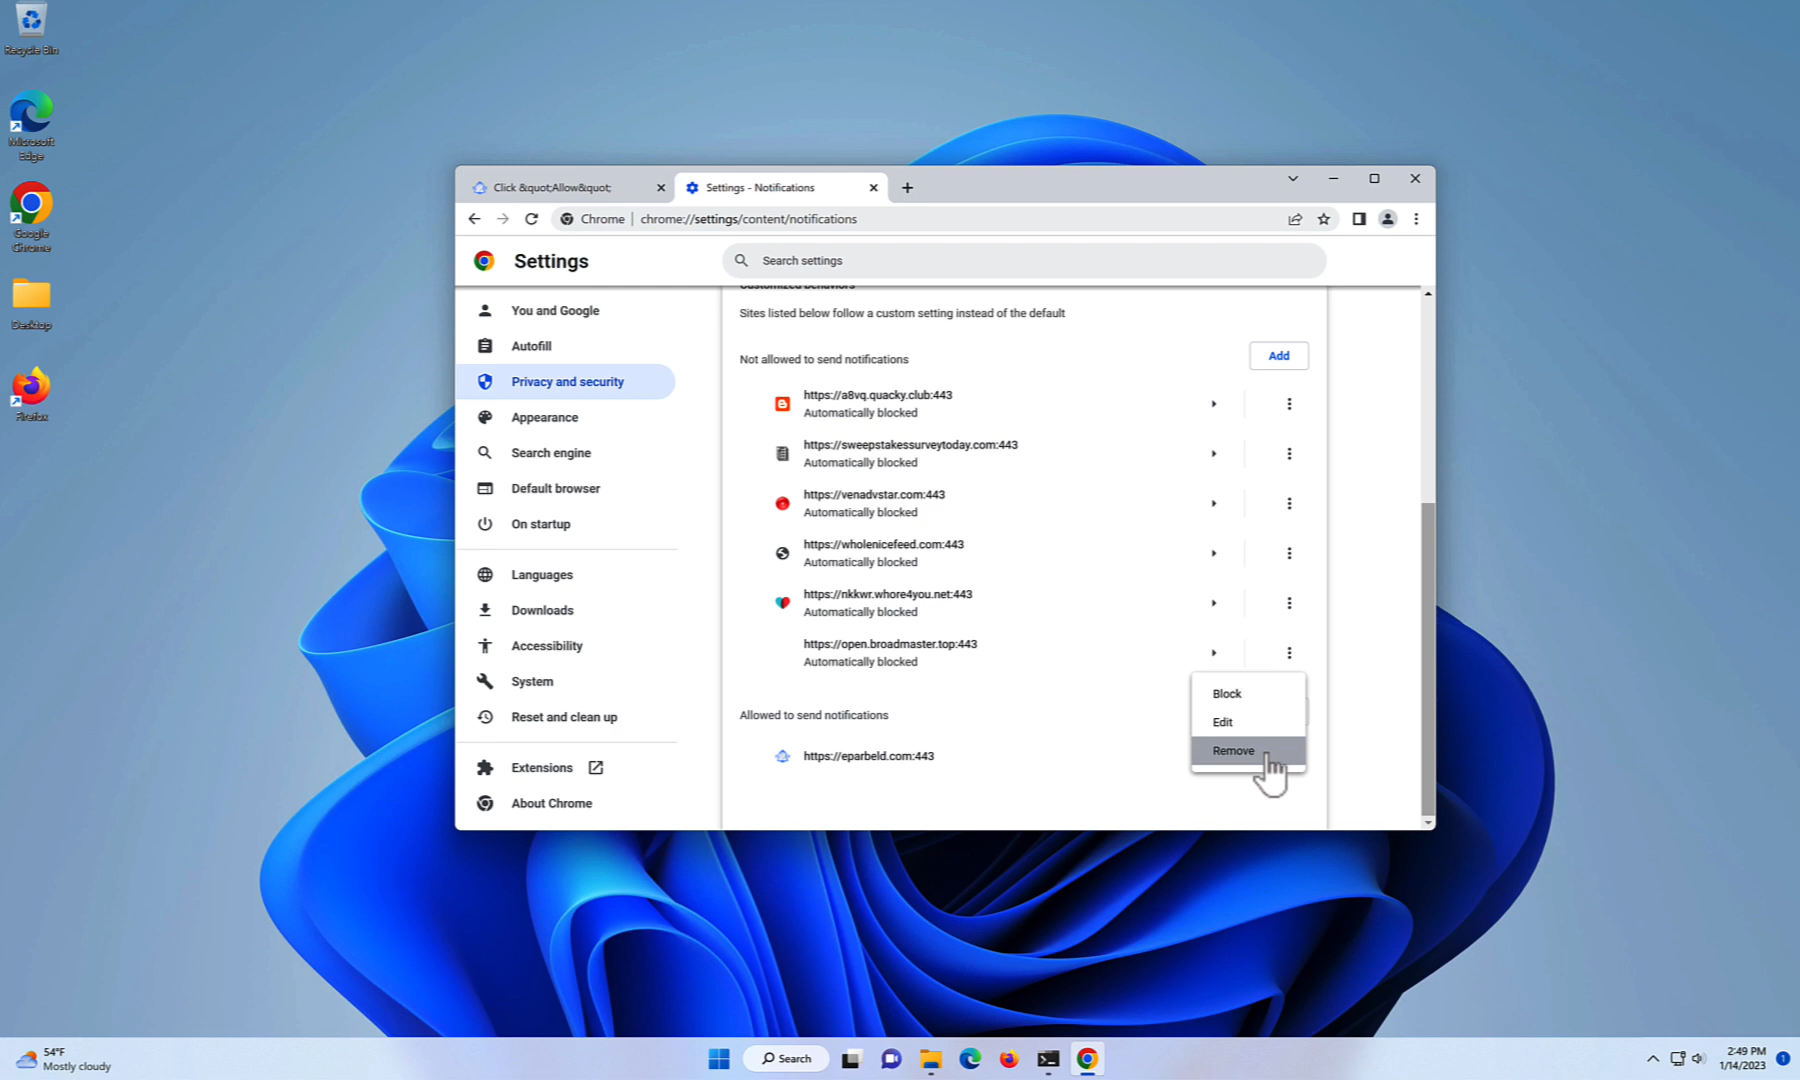 Recycle Bin
Microsoft
Edge
Google
Chrome
Desktop
Firefox
Click &quot;Allow&quot;
Settings - Notifications
Chrome
chrome://settings/content/notifications
Settings
Search settings
You and Google
Autofill
Privacy and security
Appearance
Search engine
Default browser
On startup
Languages
Downloads
Accessibility
System
Reset and clean up
Extensions
About Chrome
Customized behaviors
Sites listed below follow a custom setting instead of the default
Not allowed to send notifications
Add
https://a8vq.quacky.club:443
Automatically blocked
https://sweepstakessurveytoday.com:443
Automatically blocked
https://venadvstar.com:443
Automatically blocked
https://wholenicefeed.com:443
Automatically blocked
https://nkkwr.whore4you.net:443
Automatically blocked
https://open.broadmaster.top:443
Automatically blocked
Block
Edit
Remove
Allowed to send notifications
https://eparbeld.com:443
54°F
Mostly cloudy
Search
2:49 PM
1/14/2023
1